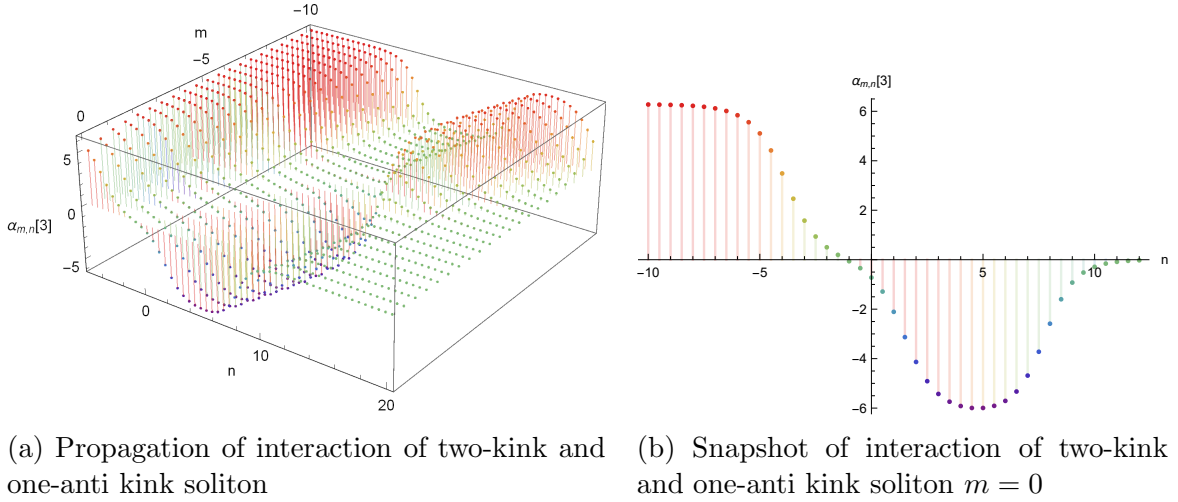 −10
m
−5
0
5
0
−5
α_{m,n}[3]
0
10
20
n
α_{m,n}[3]
6
4
2
−2
−4
−6
−10
−5
5
10
n
(a) Propagation of interaction of two-kink and
one-anti kink soliton
(b) Snapshot of interaction of two-kink
and one-anti kink soliton m = 0